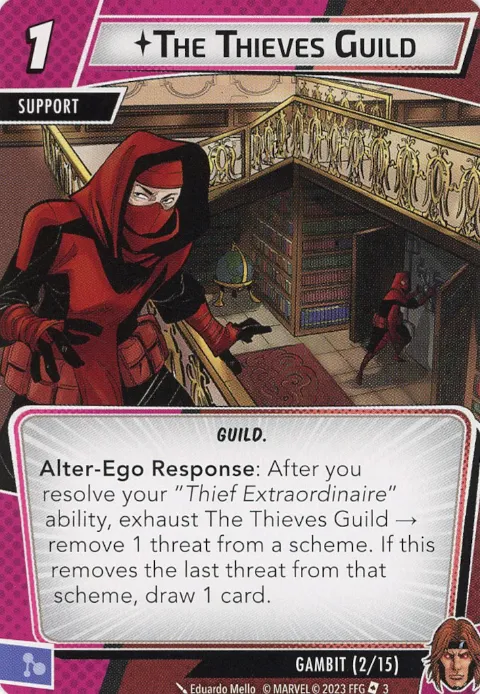 1
THE THIEVES GUILD
SUPPORT
GUILD.
Alter-Ego Response: After you
resolve your "Thief Extraordinaire"
ability, exhaust The Thieves Guild →
remove 1 threat from a scheme. If this
removes the last threat from that
scheme, draw 1 card.
GAMBIT (2/15)
Eduardo Mello © MARVEL © 2023 FFG 3